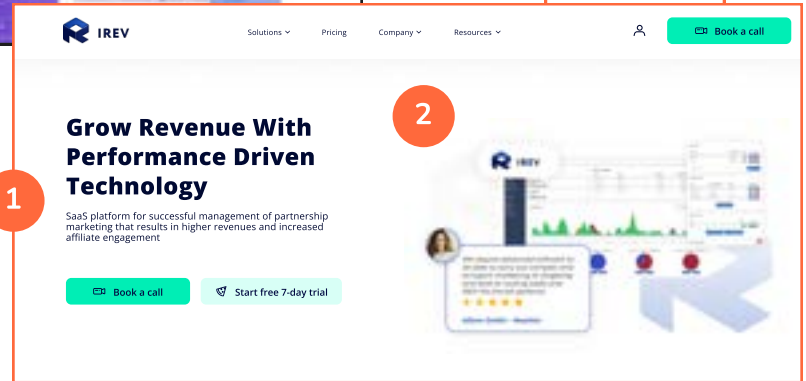 IREV
Solutions
Pricing
Company
Resources
Book a call
1
2
Grow Revenue With
Performance Driven
Technology
SaaS platform for successful management of partnership
marketing that results in higher revenues and increased
affiliate engagement
Book a call
Start free 7-day trial
IREV